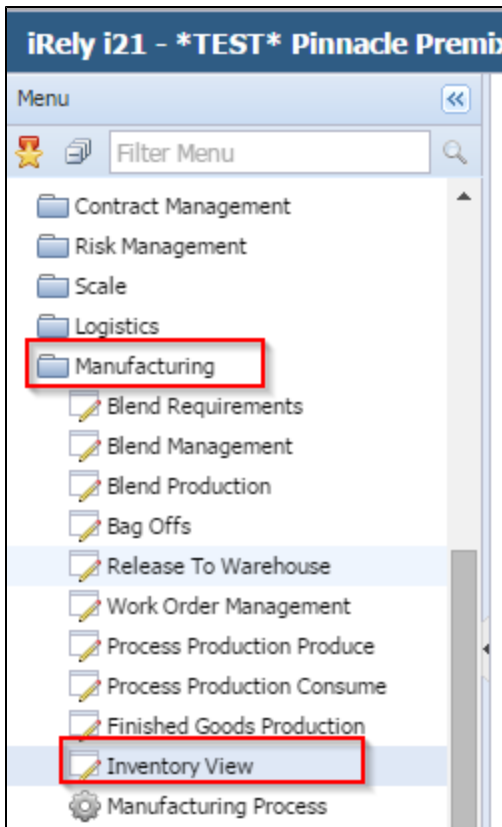 iRely i21 - *TEST* Pinnacle Premix
Menu
Filter Menu
Contract Management
Risk Management
Scale
Logistics
Manufacturing
Blend Requirements
Blend Management
Blend Production
Bag Offs
Release To Warehouse
Work Order Management
Process Production Produce
Process Production Consume
Finished Goods Production
Inventory View
Manufacturing Process